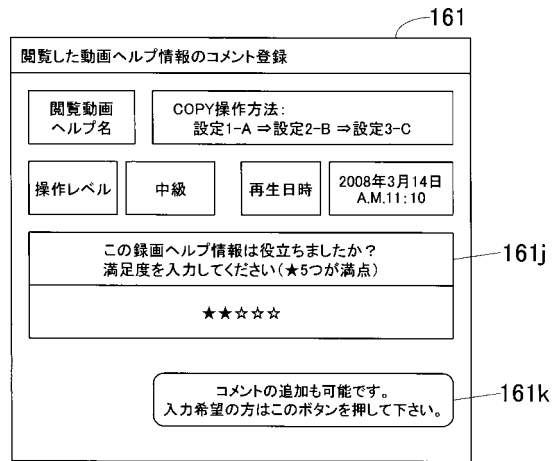 161
閲覧した動画ヘルプ情報のコメント登録
閲覧動画
ヘルプ名
COPY操作方法:
設定1-A ⇒設定2-B ⇒設定3-C
操作レベル
中級
再生日時
2008年3月14日
A.M.11:10
この録画ヘルプ情報は役立ちましたか?
満足度を入力してください(★5つが満点)
161j
★★☆☆☆
コメントの追加も可能です。
入力希望の方はこのボタンを押して下さい。
161k